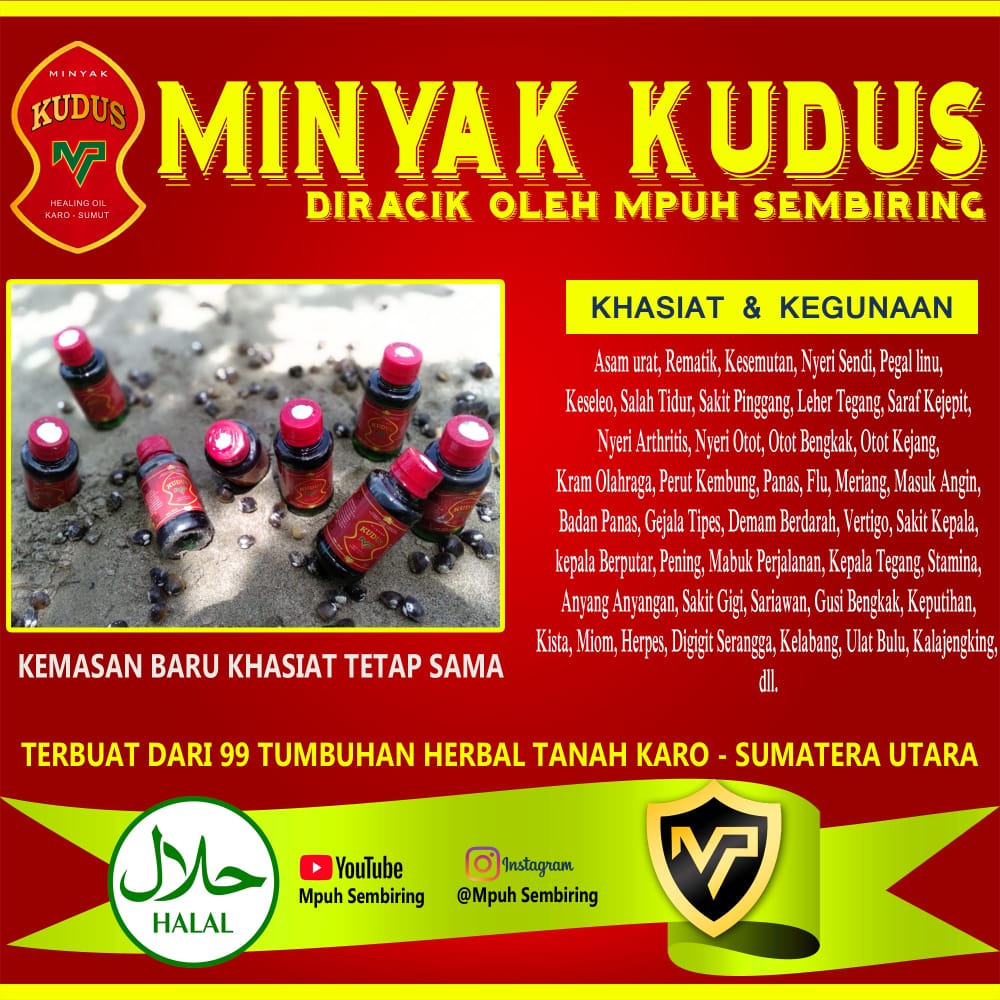 MINYAK
KUDUS
HEALING OIL
KARO - SUMUT
MINYAK KUDUS
DIRACIK OLEH MPUH SEMBIRING
KHASIAT & KEGUNAAN
Asam urat, Rematik, Kesemutan, Nyeri Sendi, Pegal linu,
Keseleo, Salah Tidur, Sakit Pinggang, Leher Tegang, Saraf Kejepit,
Nyeri Arthritis, Nyeri Otot, Otot Bengkak, Otot Kejang,
Kram Olahraga, Perut Kembung, Panas, Flu, Meriang, Masuk Angin,
Badan Panas, Gejala Tipes, Demam Berdarah, Vertigo, Sakit Kepala,
kepala Berputar, Pening, Mabuk Perjalanan, Kepala Tegang, Stamina,
Anyang Anyangan, Sakit Gigi, Sariawan, Gusi Bengkak, Keputihan,
Kista, Miom, Herpes, Digigit Serangga, Kelabang, Ulat Bulu, Kalajengking,
dll.
KUDUS
KUDUS
KUDUS
KEMASAN BARU KHASIAT TETAP SAMA
TERBUAT DARI 99 TUMBUHAN HERBAL TANAH KARO - SUMATERA UTARA
حلال
HALAL
YouTube
Mpuh Sembiring
Instagram
@Mpuh Sembiring